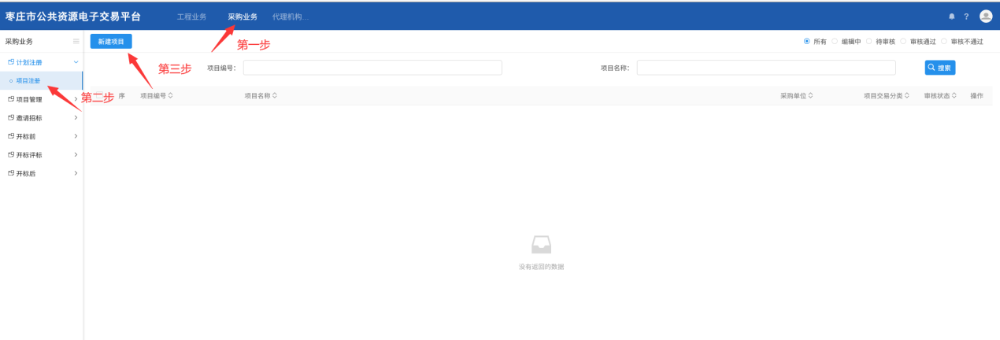 枣庄市公共资源电子交易平台 工程业务 采购业务 代理机构... ?
采购业务 新建项目 第一步 所有 编辑中 待审核 审核通过 审核不通过
计划注册 第三步 项目编号: 项目名称: 搜索
项目注册
项目管理 第二步 序 项目编号 项目名称 采购单位 项目交易分类 审核状态 操作
邀请招标
开标前
开标评标
开标后
没有返回的数据